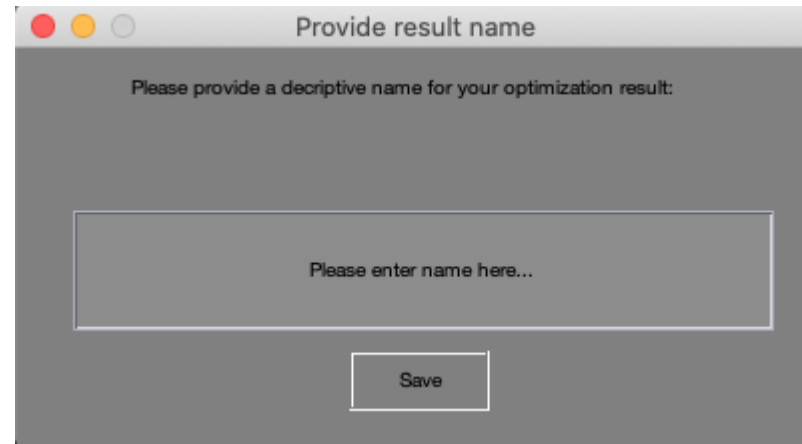 Provide result name
Please provide a decriptive name for your optimization result:
Please enter name here...
Save